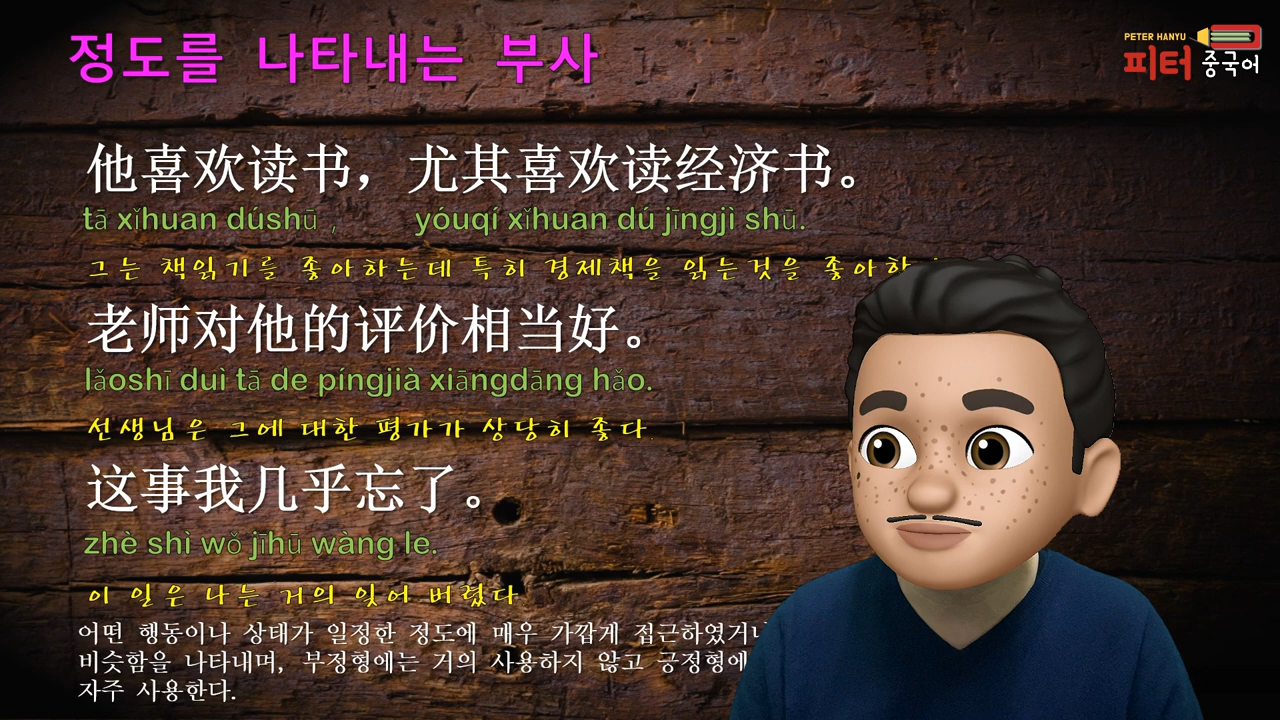 정도를 나타내는 부사
PETER HANYU
피터 중국어
他喜欢读书，尤其喜欢读经济书。
tā xǐhuan dúshū , yóuqí xǐhuan dú jīngjì shū.
그는 책읽기를 좋아하는데 특히 경제책을 읽는것을 좋아한
老师对他的评价相当好。
lǎoshī duì tā de píngjià xiāngdāng hǎo.
선생님은 그에 대한 평가가 상당히 좋다.
这事我几乎忘了。
zhè shì wǒ jīhū wàng le.
이 일은 나는 거의 잊어 버렸다
어떤 행동이나 상태가 일정한 정도에 매우 가깝게 접근하였거나
비슷함을 나타내며, 부정형에는 거의 사용하지 않고 긍정형에
자주 사용한다.